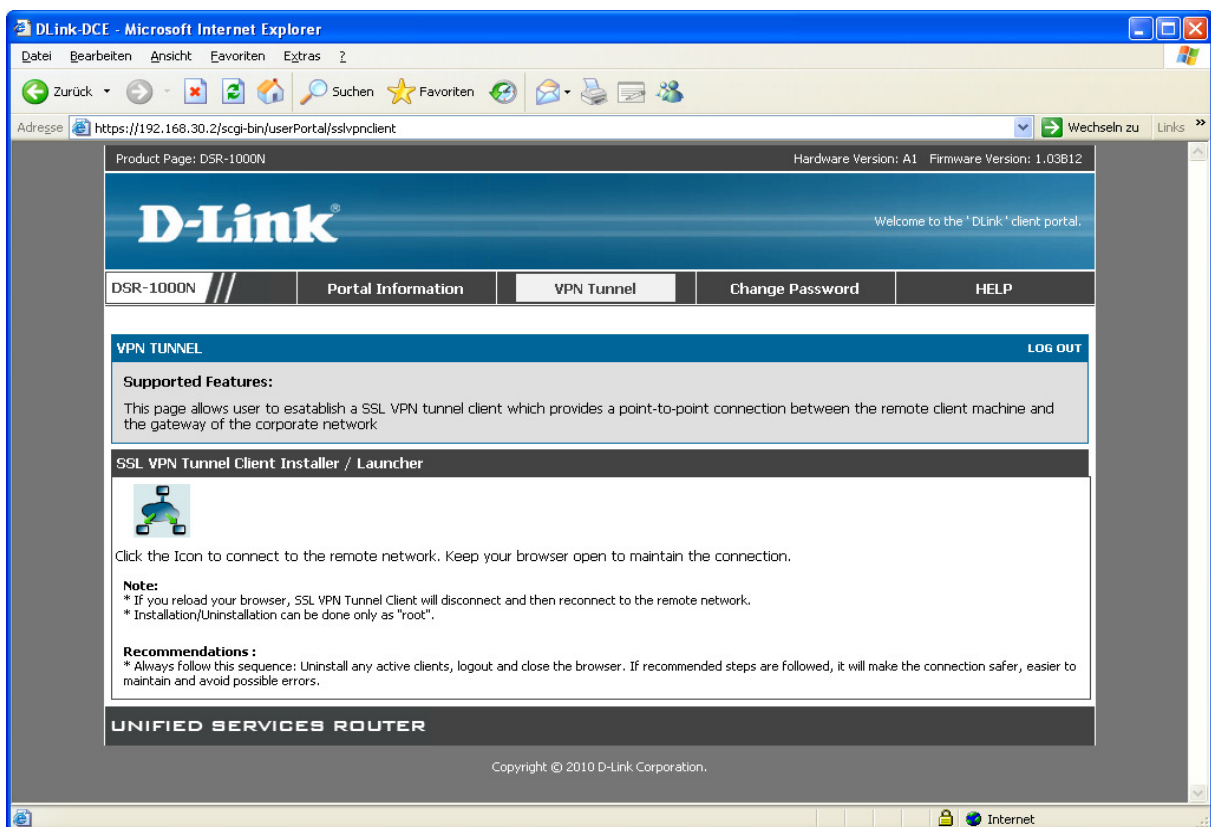 DLink-DCE - Microsoft Internet Explorer
Datei Bearbeiten Ansicht Favoriten Extras ?
Zurück Suchen Favoriten
Adresse https://192.168.30.2/scgi-bin/userPortal/sslvpnclient Wechseln zu Links »
Product Page: DSR-1000N Hardware Version: A1 Firmware Version: 1.03B12
D-Link®
Welcome to the 'DLink' client portal.
DSR-1000N Portal Information VPN Tunnel Change Password HELP
VPN TUNNEL LOG OUT
Supported Features:
This page allows user to esatablish a SSL VPN tunnel client which provides a point-to-point connection between the remote client machine and
the gateway of the corporate network
SSL VPN Tunnel Client Installer / Launcher
Click the Icon to connect to the remote network. Keep your browser open to maintain the connection.
Note:
* If you reload your browser, SSL VPN Tunnel Client will disconnect and then reconnect to the remote network.
* Installation/Uninstallation can be done only as "root".
Recommendations :
* Always follow this sequence: Uninstall any active clients, logout and close the browser. If recommended steps are followed, it will make the connection safer, easier to
maintain and avoid possible errors.
UNIFIED SERVICES ROUTER
Copyright © 2010 D-Link Corporation.
Internet